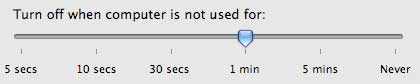 Turn off when computer is not used for:
5 secs 10 secs 30 secs 1 min 5 mins Never